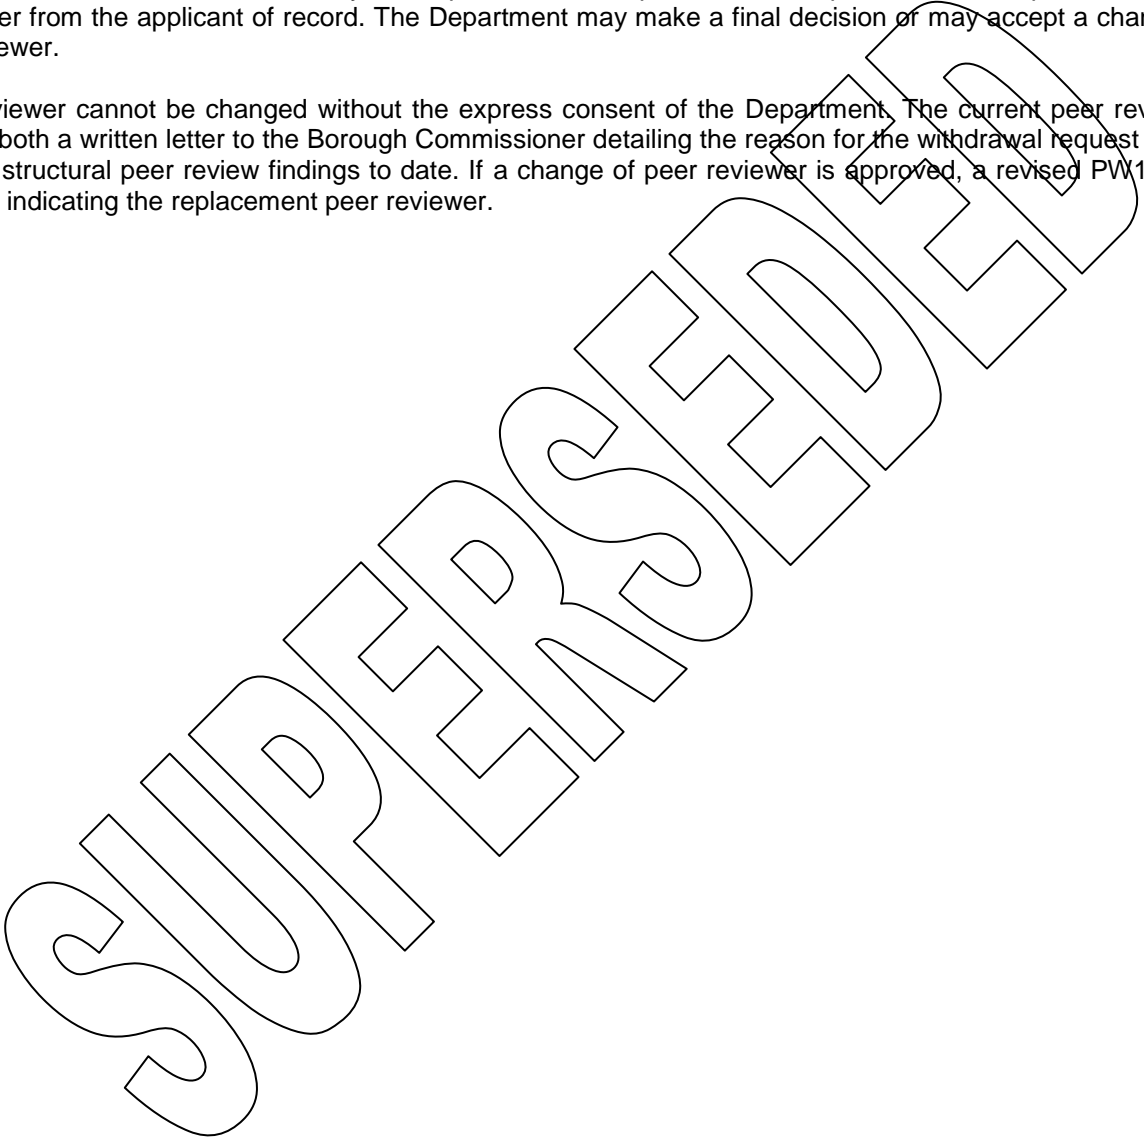 er from the applicant of record. The Department may make a final decision or may accept a char
ewer.
viewer cannot be changed without the express consent of the Department. The current peer rev
both a written letter to the Borough Commissioner detailing the reason for the withdrawal request
structural peer review findings to date. If a change of peer reviewer is approved, a revised PW1
indicating the replacement peer reviewer.
SUPERSEDED